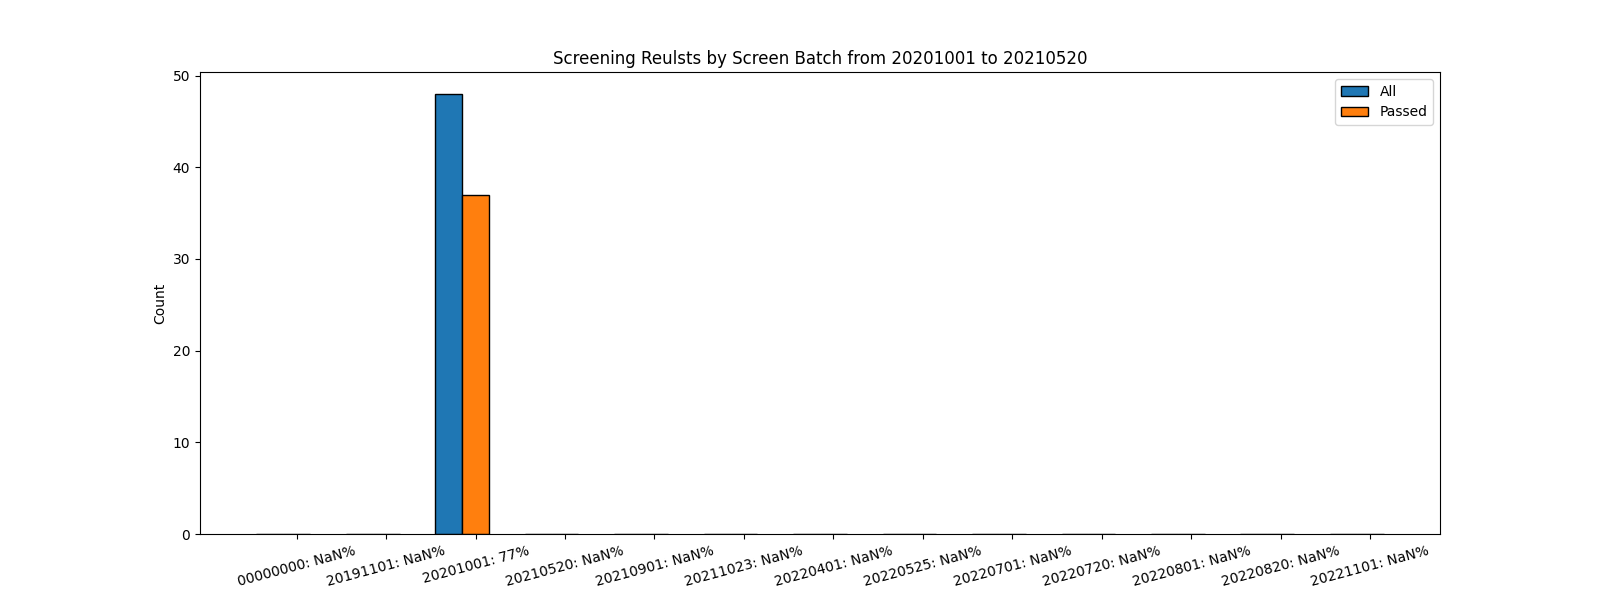 Screening Reulsts by Screen Batch from 20201001 to 20210520
All
Passed
Count
50
40
30
20
10
0
00000000: NaN%
20191101: NaN%
20201001: 77%
20210520: NaN%
20210901: NaN%
20211023: NaN%
20220401: NaN%
20220525: NaN%
20220701: NaN%
20220720: NaN%
20220801: NaN%
20220820: NaN%
20221101: NaN%